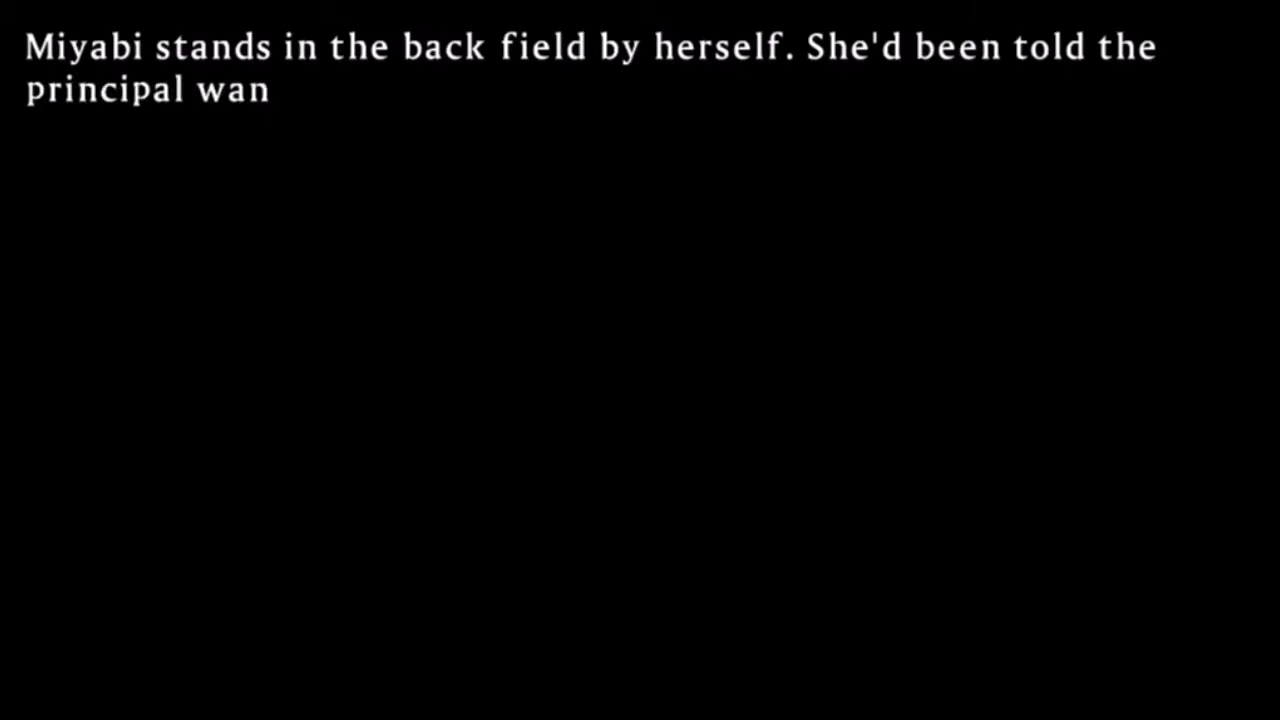 Miyabi stands in the back field by herself. She'd been told the
principal wan